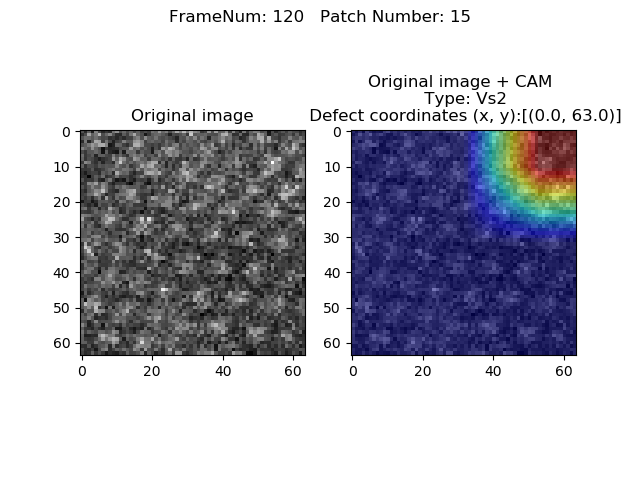 FrameNum: 120   Patch Number: 15
Original image
Original image + CAM
Type: Vs2
Defect coordinates (x, y):[(0.0, 63.0)]
0
10
20
30
40
50
60
0 20 40 60
0
10
20
30
40
50
60
0 20 40 60